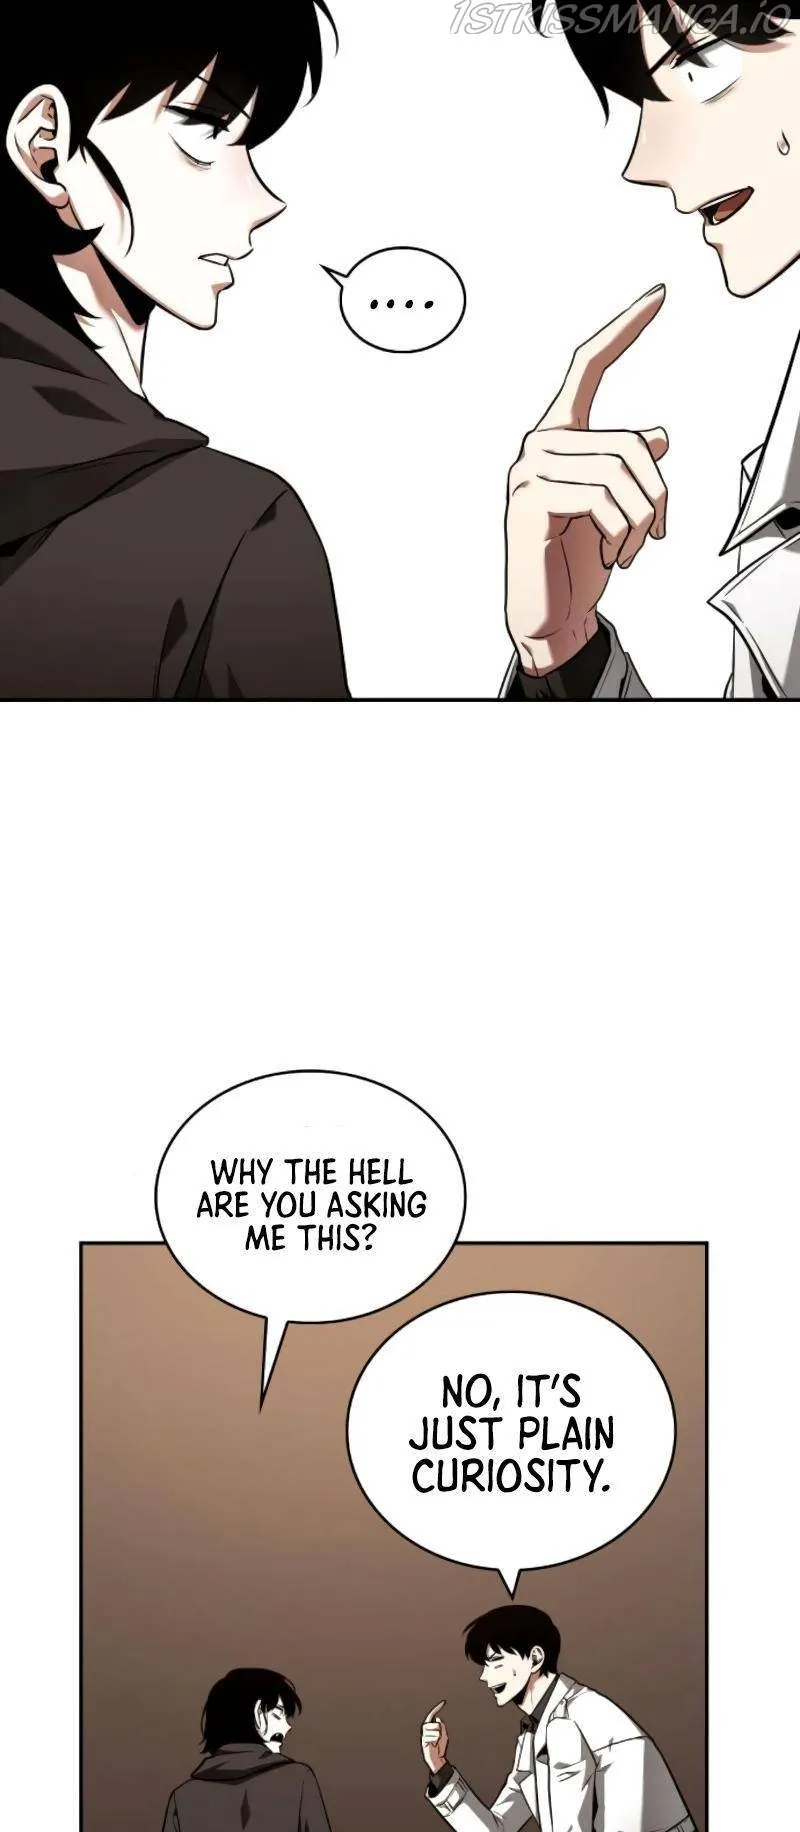 1STKISSMANGA.IO
....
WHY THE HELL
ARE YOU ASKING
ME THIS?
NO, IT'S
JUST PLAIN
CURIOSITY.